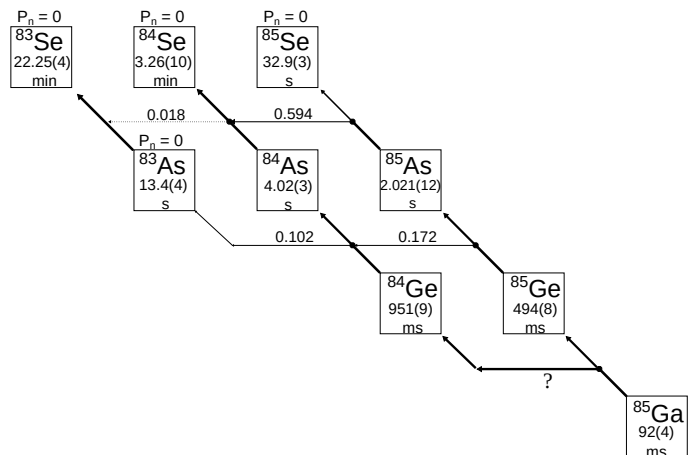 Pₙ = 0
Pₙ = 0
Pₙ = 0
⁸³Se
22.25(4)
min
⁸⁴Se
3.26(10)
min
⁸⁵Se
32.9(3)
s
0.018
0.594
Pₙ = 0
⁸³As
13.4(4)
s
⁸⁴As
4.02(3)
s
⁸⁵As
2.021(12)
s
0.102
0.172
⁸⁴Ge
951(9)
ms
⁸⁵Ge
494(8)
ms
?
⁸⁵Ga
92(4)
ms